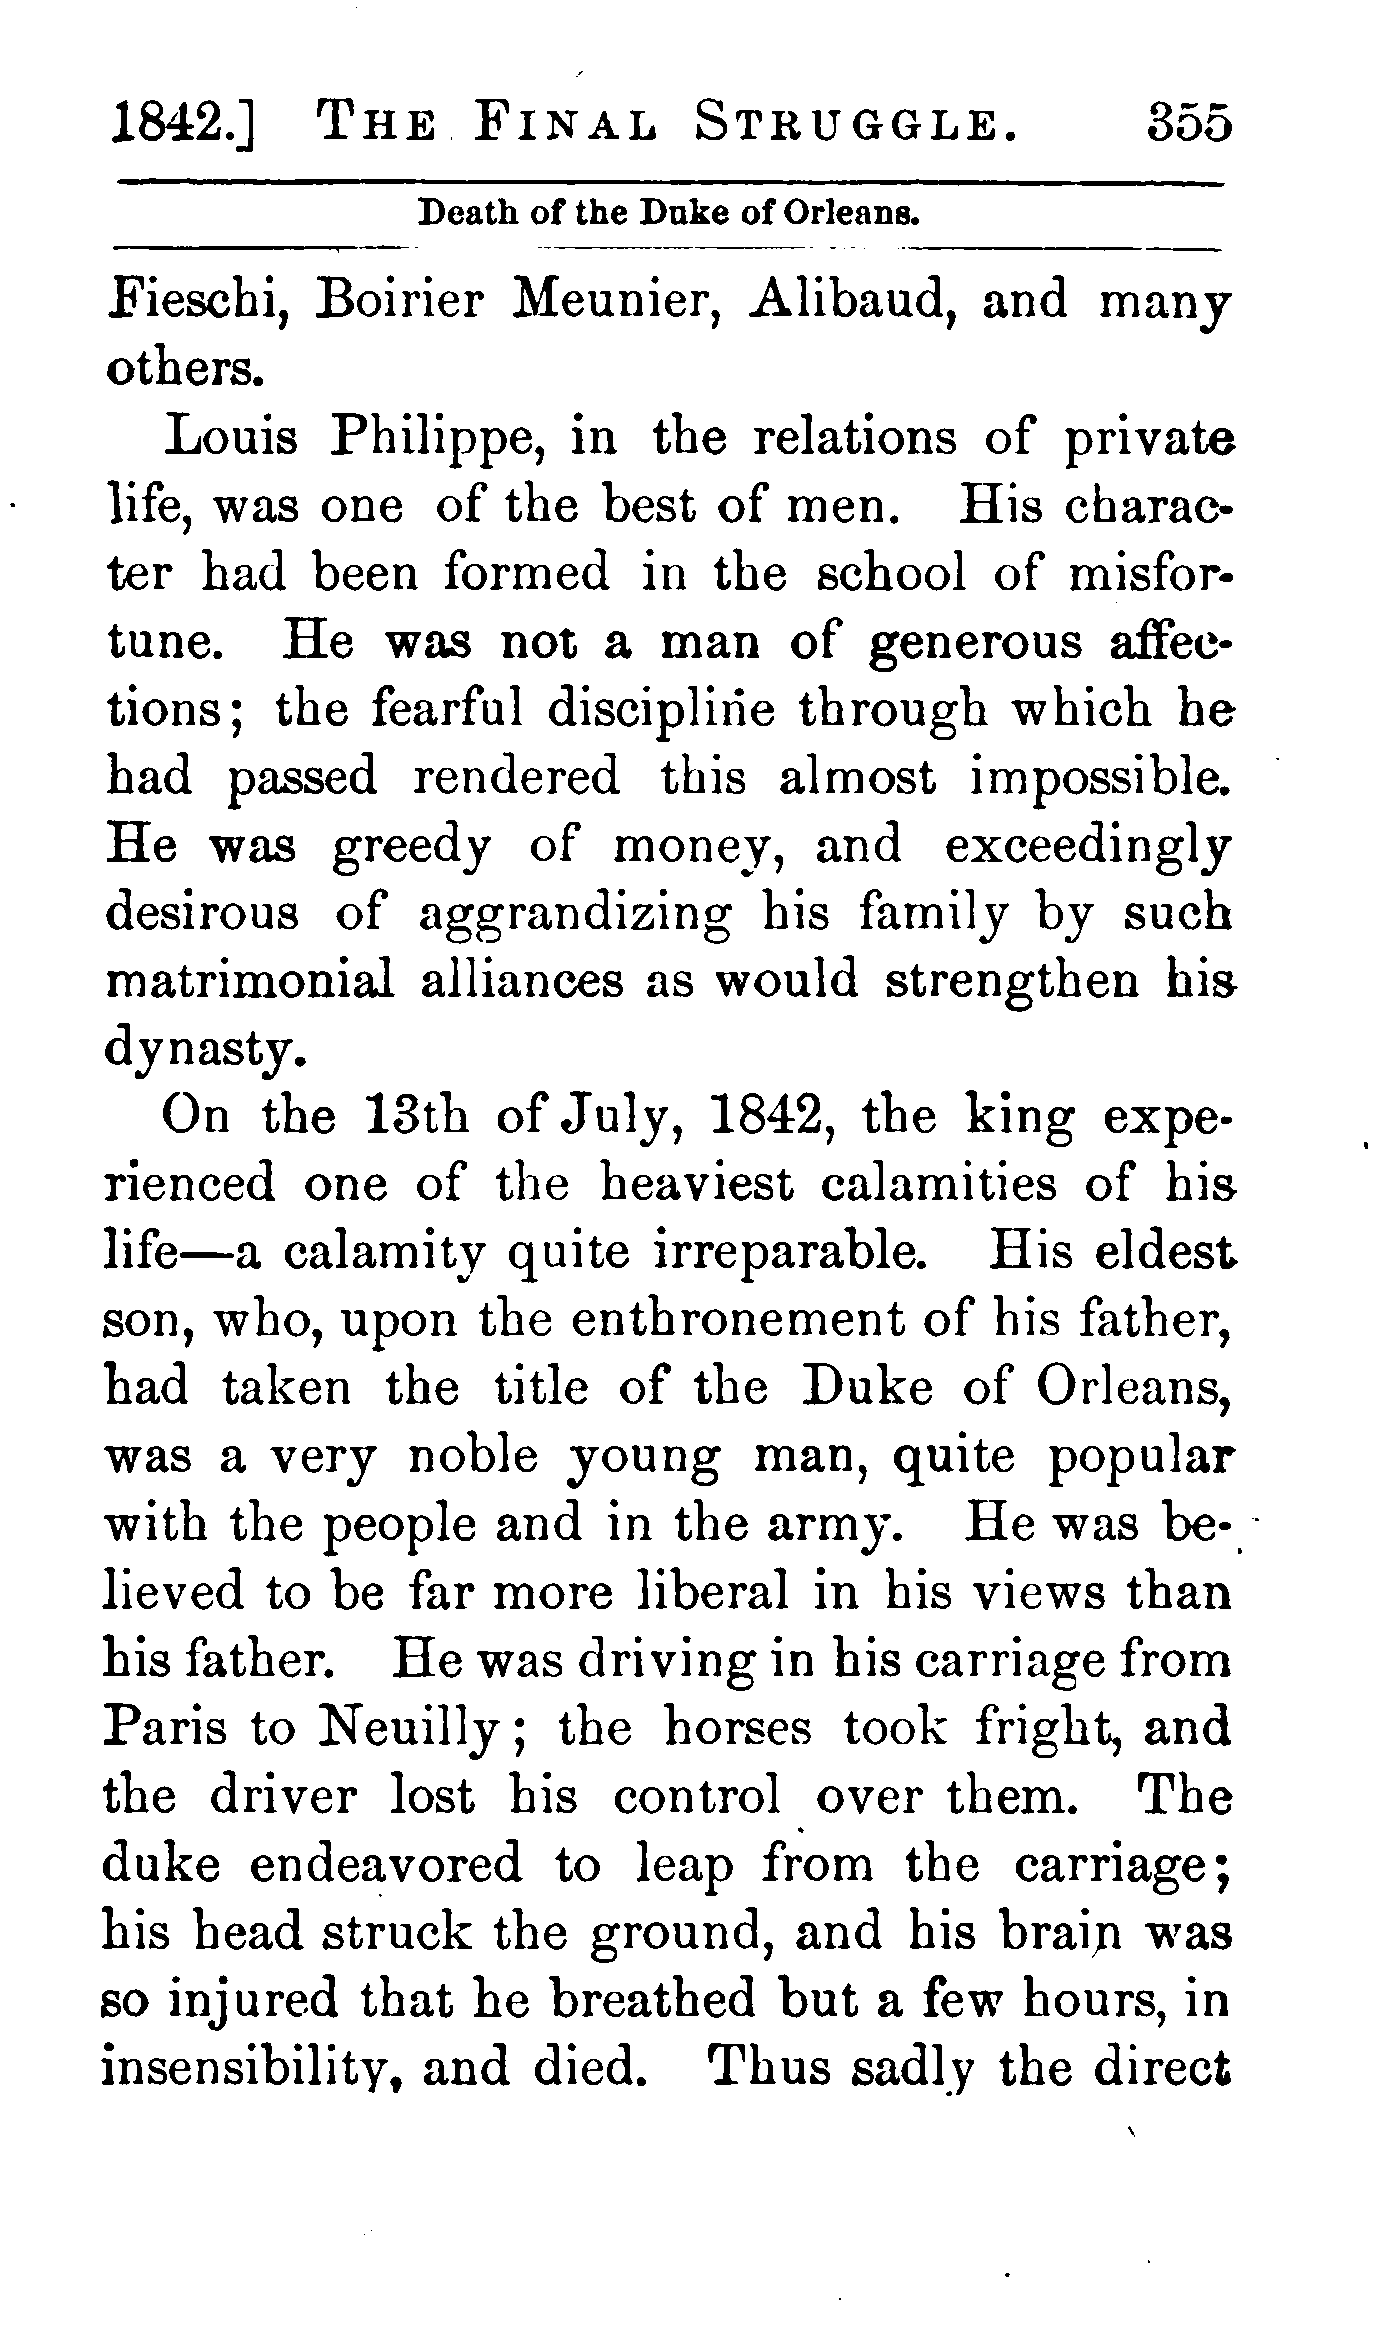 1842.] THE FINAL STRUGGLE. 355
Death of the Duke of Orleans.
Fieschi, Boirier Meunier, Alibaud, and many
others.
Louis Philippe, in the relations of private
life, was one of the best of men. His charac-
ter had been formed in the school of misfor-
tune. He was not a man of generous affec-
tions; the fearful discipline through which he
had passed rendered this almost impossible.
He was greedy of money, and exceedingly
desirous of aggrandizing his family by such
matrimonial alliances as would strengthen his
dynasty.
On the 13th of July, 1842, the king expe-
rienced one of the heaviest calamities of his
life—a calamity quite irreparable. His eldest
son, who, upon the enthronement of his father,
had taken the title of the Duke of Orleans,
was a very noble young man, quite popular
with the people and in the army. He was be-
lieved to be far more liberal in his views than
his father. He was driving in his carriage from
Paris to Neuilly; the horses took fright, and
the driver lost his control over them. The
duke endeavored to leap from the carriage;
his head struck the ground, and his brain was
so injured that he breathed but a few hours, in
insensibility, and died. Thus sadly the direct